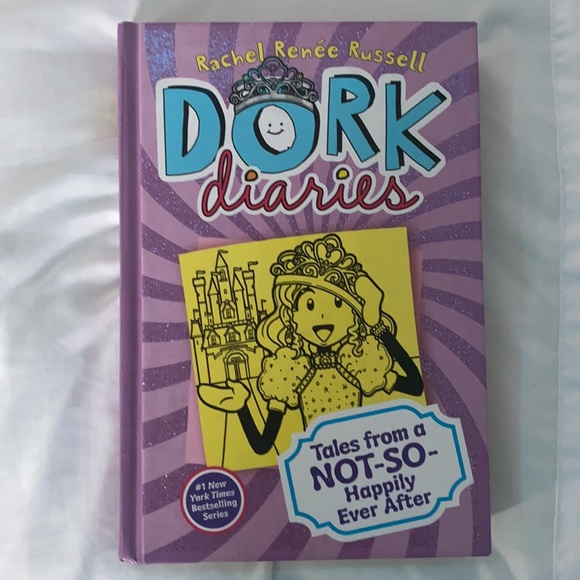 Rachel Renée Russell
DORK
diaries
Tales from a
NOT-SO-
Happily
Ever After
#1 New
York Times
Bestselling
Series